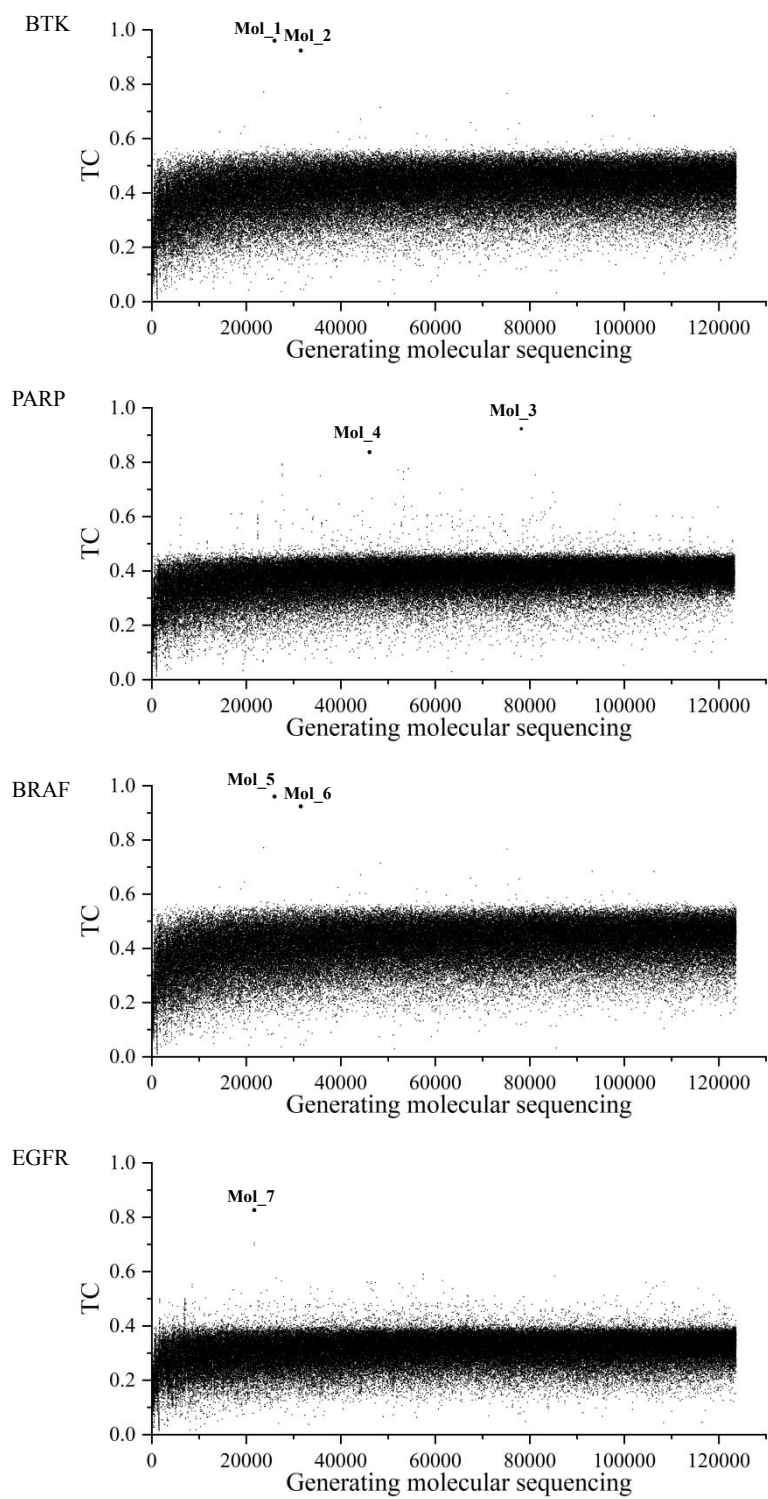 BTK
Mol_1
Mol_2
1.0
0.8
0.6
0.4
0.2
0.0
TC
0 20000 40000 60000 80000 100000 120000
Generating molecular sequencing
PARP
Mol_3
Mol_4
1.0
0.8
0.6
0.4
0.2
0.0
TC
0 20000 40000 60000 80000 100000 120000
Generating molecular sequencing
BRAF
Mol_5
Mol_6
1.0
0.8
0.6
0.4
0.2
0.0
TC
0 20000 40000 60000 80000 100000 120000
Generating molecular sequencing
EGFR
Mol_7
1.0
0.8
0.6
0.4
0.2
0.0
TC
0 20000 40000 60000 80000 100000 120000
Generating molecular sequencing